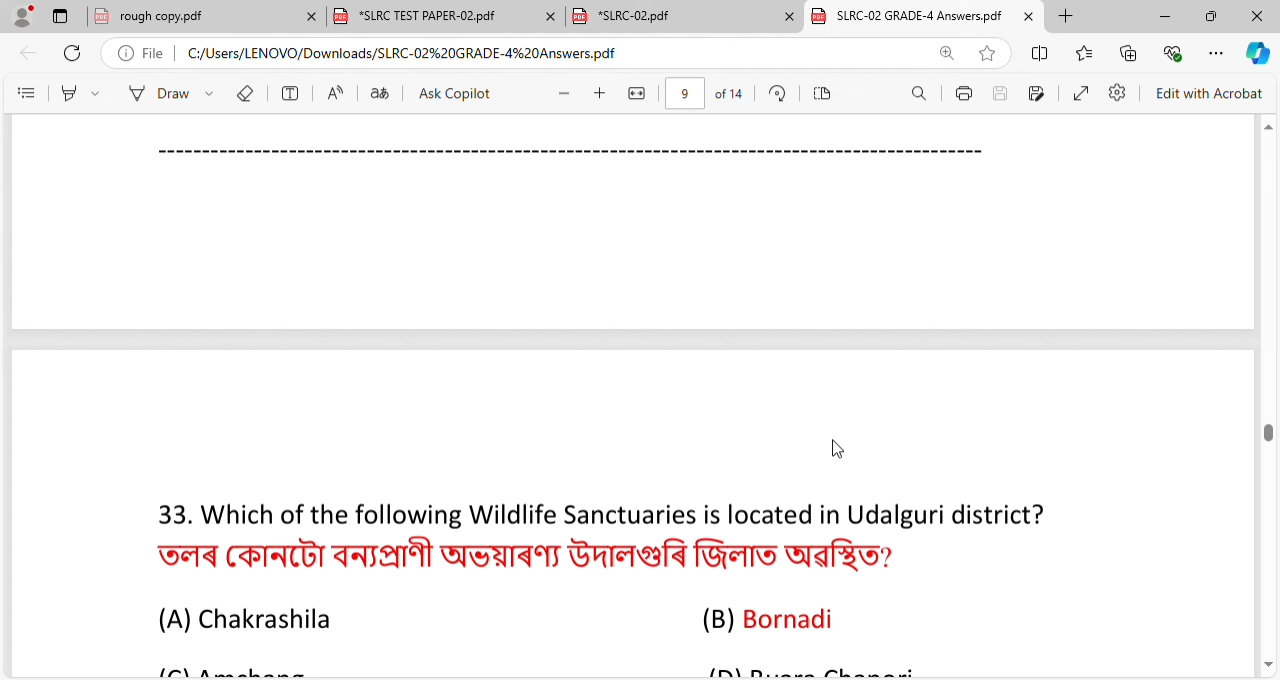 rough copy.pdf
*SLRC TEST PAPER-02.pdf
*SLRC-02.pdf
SLRC-02 GRADE-4 Answers.pdf
File
C:/Users/LENOVO/Downloads/SLRC-02%20GRADE-4%20Answers.pdf
Draw
Ask Copilot
9 of 14
Edit with Acrobat
33. Which of the following Wildlife Sanctuaries is located in Udalguri district?
তলৰ কোনটো বন্যপ্ৰাণী অভয়াৰণ্য উদালগুৰি জিলাত অৱস্থিত?
(A) Chakrashila (B) Bornadi
(C) Amchang (D) Buara Chapori